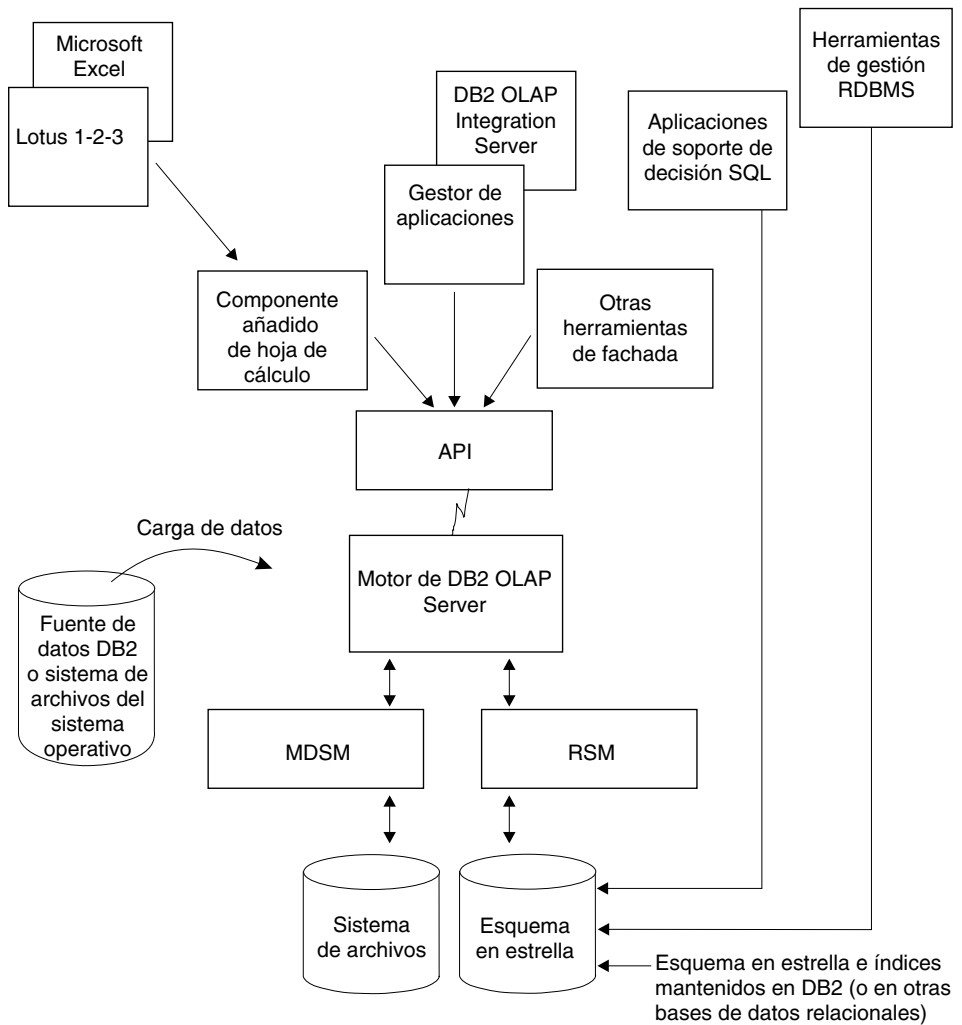 Microsoft
Excel
Lotus 1-2-3
DB2 OLAP
Integration
Server
Gestor de
aplicaciones
Aplicaciones
de soporte de
decisión SQL
Herramientas
de gestión
RDBMS
Componente
añadido
de hoja de
cálculo
Otras
herramientas
de fachada
API
Carga de datos
Motor de DB2 OLAP
Server
Fuente de
datos DB2
o sistema de
archivos del
sistema
operativo
MDSM
RSM
Sistema
de archivos
Esquema
en estrella
Esquema en estrella e índices
mantenidos en DB2 (o en otras
bases de datos relacionales)